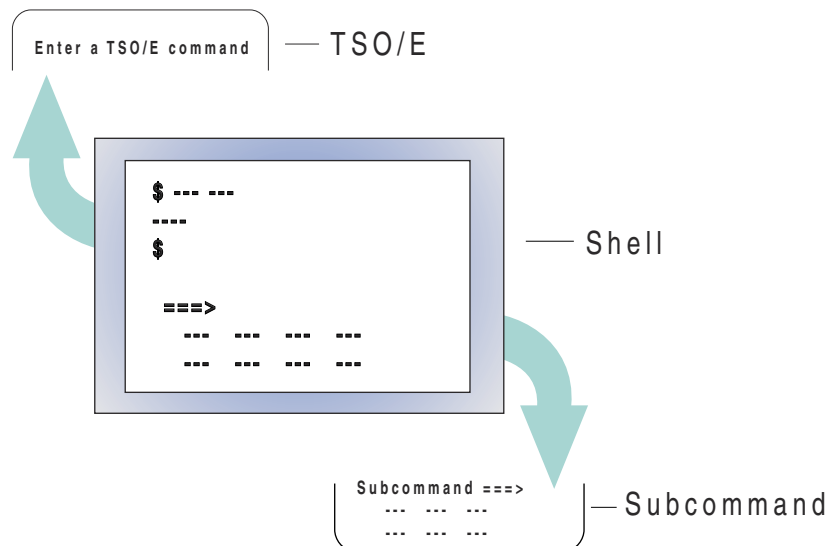 Enter a TSO/E command
TSO/E
$ --- ---
----
$
Shell
===>
--- --- --- ---
--- --- --- ---
Subcommand ===>
--- --- ---
Subcommand
--- --- ---